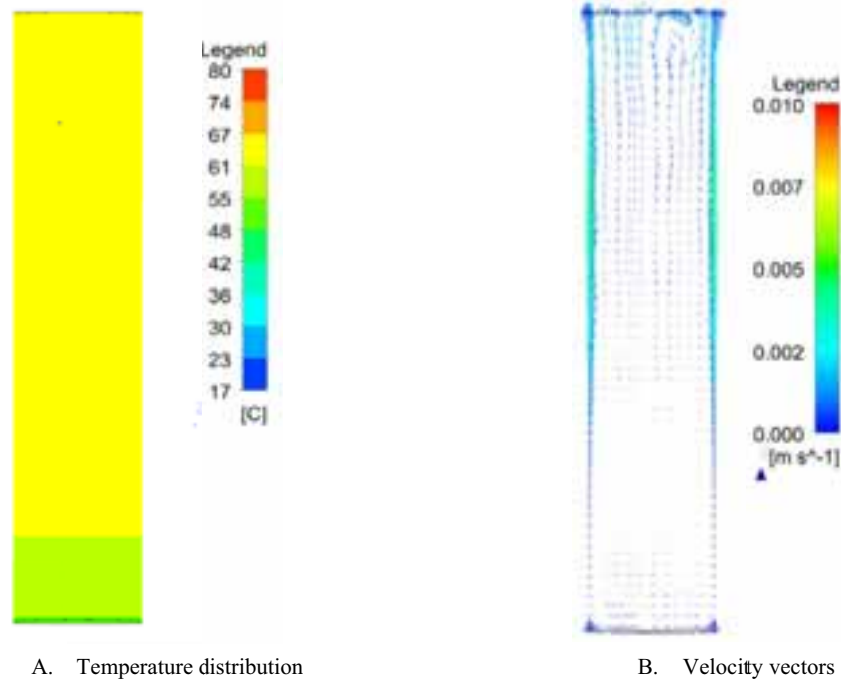 Legend
80
74
67
61
55
48
42
36
30
23
17
[C]
Legend
0.010
0.007
0.005
0.002
0.000
[m s^-1]
A. Temperature distribution
B. Velocity vectors